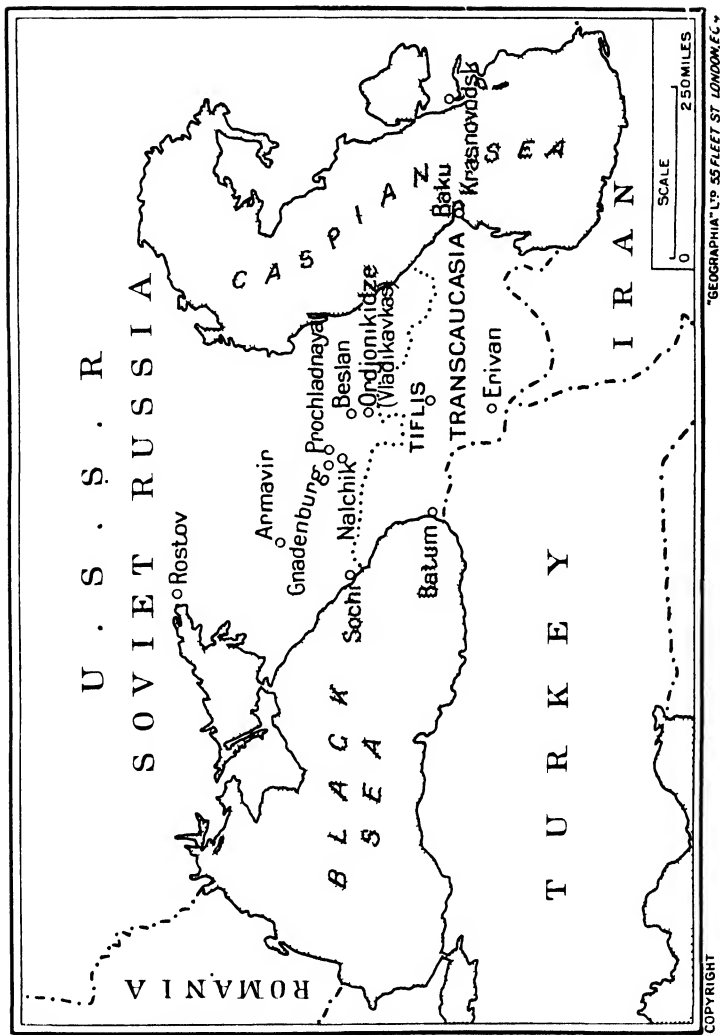 U . S . S . R
SOVIET RUSSIA
ROMANIA
Rostov
Armavir
Gnadenburg
Prochladnaya
Nalchik
Beslan
Ordjonikidze
(Vladikavkas)
Sochi
BLACK
SEA
CASPIAN
SEA
TIFLIS
TRANSCAUCASIA
Baku
Krasnovodsk
Batum
Erivan
TURKEY
IRAN
SCALE
0 250 MILES
COPYRIGHT
"GEOGRAPHIA" LTD 55 FLEET ST LONDON.E.C.4